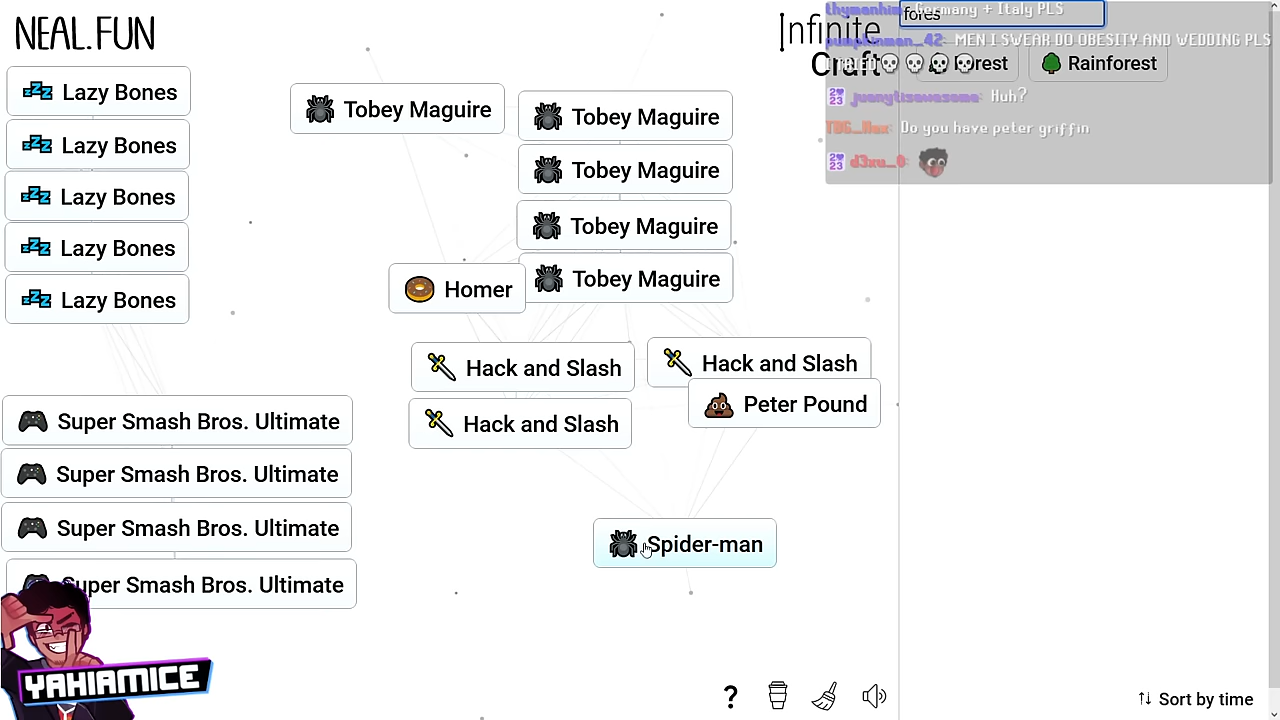 NEAL.FUN
Infinite
Craft
Lazy Bones
Lazy Bones
Lazy Bones
Lazy Bones
Lazy Bones
Tobey Maguire
Tobey Maguire
Tobey Maguire
Tobey Maguire
Tobey Maguire
Homer
Hack and Slash
Hack and Slash
Hack and Slash
Peter Pound
Super Smash Bros. Ultimate
Super Smash Bros. Ultimate
Super Smash Bros. Ultimate
Super Smash Bros. Ultimate
Spider-man
YAHIAMICE
fores
Germany + Italy PLS
pumpkinman_42: MEN I SWEAR DO OBESITY AND WEDDING PLS
Forest
Rainforest
Huh?
Do you have peter griffin
d3xu_0:
?
Sort by time